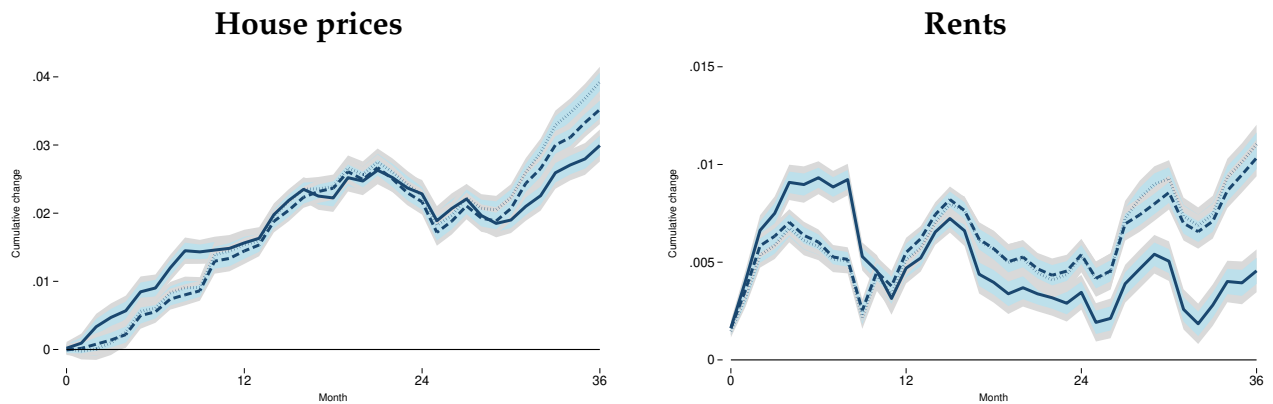 House prices
Rents
.04
.03
.02
.01
0
Cumulative change
0
12
24
36
Month
.015
.01
.005
0
Cumulative change
0
12
24
36
Month